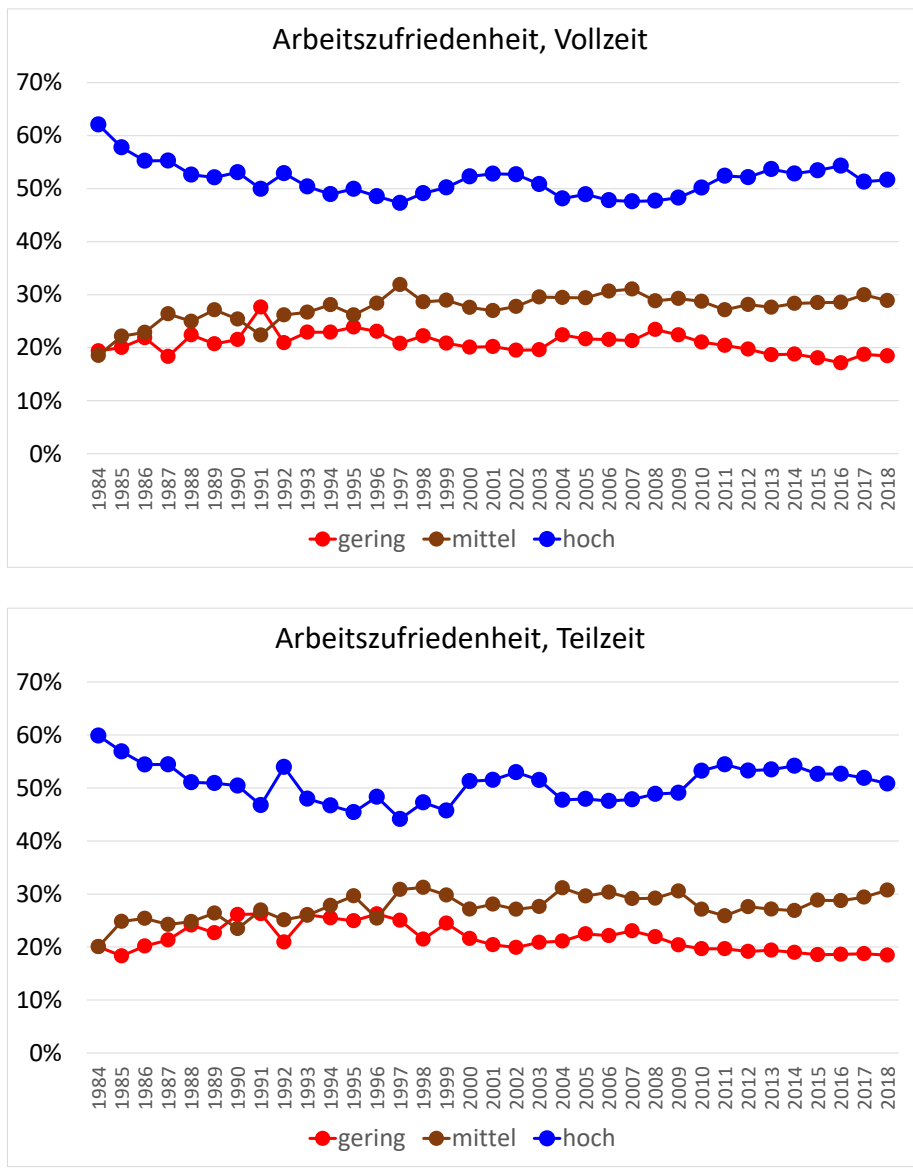 Arbeitszufriedenheit, Vollzeit
70%
60%
50%
40%
30%
20%
10%
0%
1984 1985 1986 1987 1988 1989 1990 1991 1992 1993 1994 1995 1996 1997 1998 1999 2000 2001 2002 2003 2004 2005 2006 2007 2008 2009 2010 2011 2012 2013 2014 2015 2016 2017 2018
gering mittel hoch
Arbeitszufriedenheit, Teilzeit
70%
60%
50%
40%
30%
20%
10%
0%
1984 1985 1986 1987 1988 1989 1990 1991 1992 1993 1994 1995 1996 1997 1998 1999 2000 2001 2002 2003 2004 2005 2006 2007 2008 2009 2010 2011 2012 2013 2014 2015 2016 2017 2018
gering mittel hoch